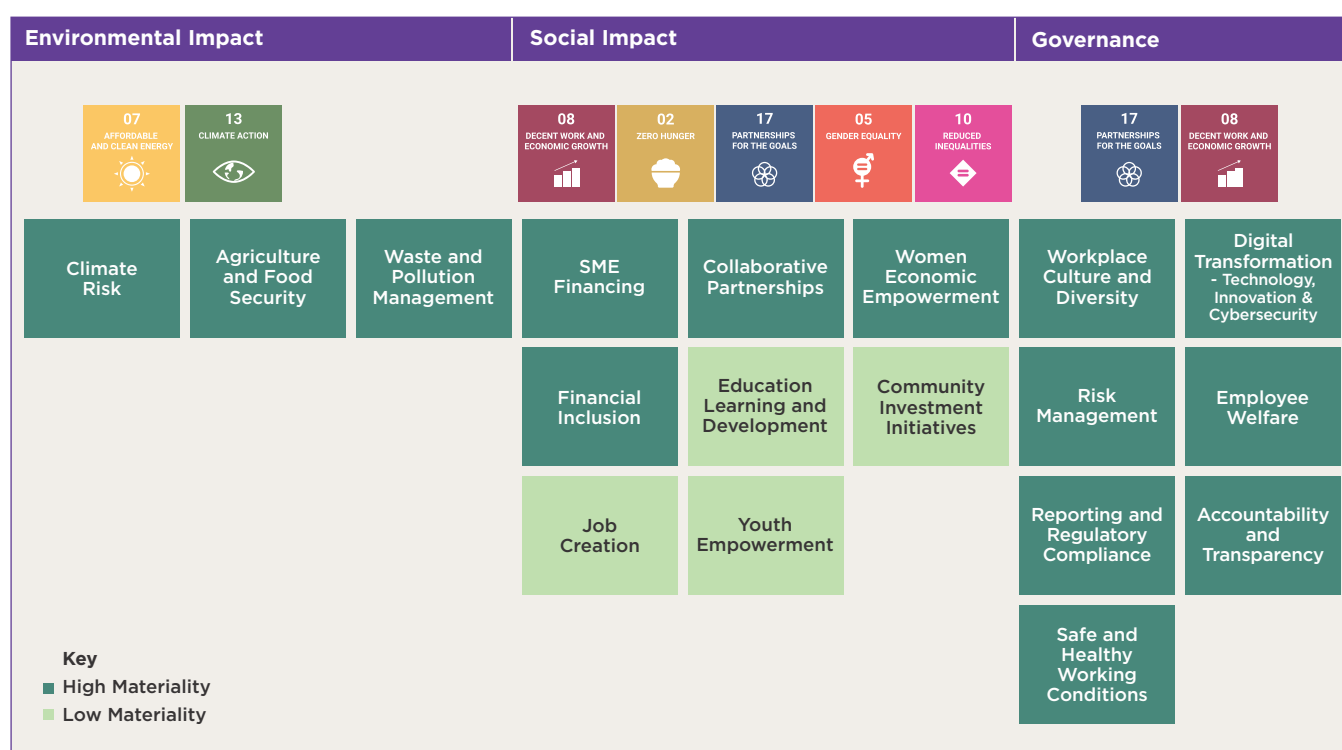 Environmental Impact
Social Impact
Governance
07
AFFORDABLE
AND CLEAN ENERGY
13
CLIMATE ACTION
08
DECENT WORK AND
ECONOMIC GROWTH
02
ZERO HUNGER
17
PARTNERSHIPS
FOR THE GOALS
05
GENDER EQUALITY
10
REDUCED
INEQUALITIES
17
PARTNERSHIPS
FOR THE GOALS
08
DECENT WORK AND
ECONOMIC GROWTH
Climate
Risk
Agriculture
and Food
Security
Waste and
Pollution
Management
SME
Financing
Collaborative
Partnerships
Women
Economic
Empowerment
Workplace
Culture and
Diversity
Digital
Transformation
- Technology,
Innovation &
Cybersecurity
Financial
Inclusion
Education
Learning and
Development
Community
Investment
Initiatives
Risk
Management
Employee
Welfare
Job
Creation
Youth
Empowerment
Reporting and
Regulatory
Compliance
Accountability
and
Transparency
Safe and
Healthy
Working
Conditions
Key
High Materiality
Low Materiality